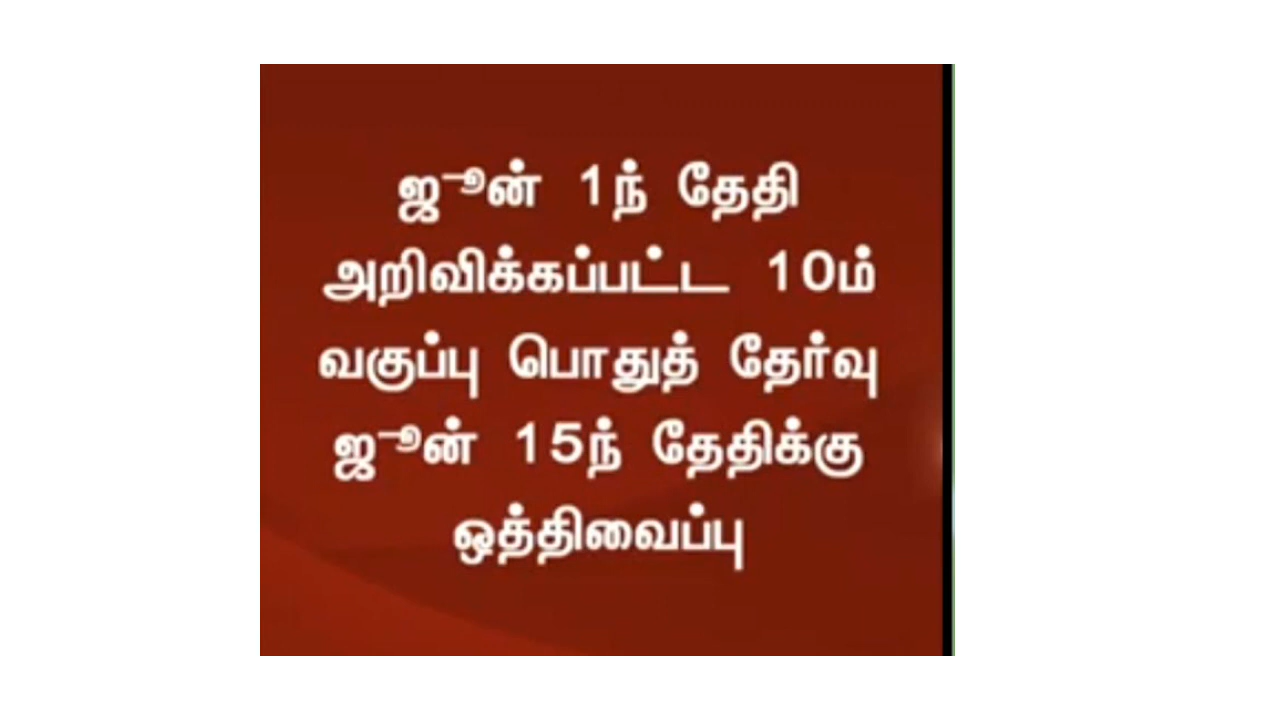 ஜூன் 1ந் தேதி
அறிவிக்கப்பட்ட 10ம்
வகுப்பு பொதுத் தேர்வு
ஜூன் 15ந் தேதிக்கு
ஒத்திவைப்பு